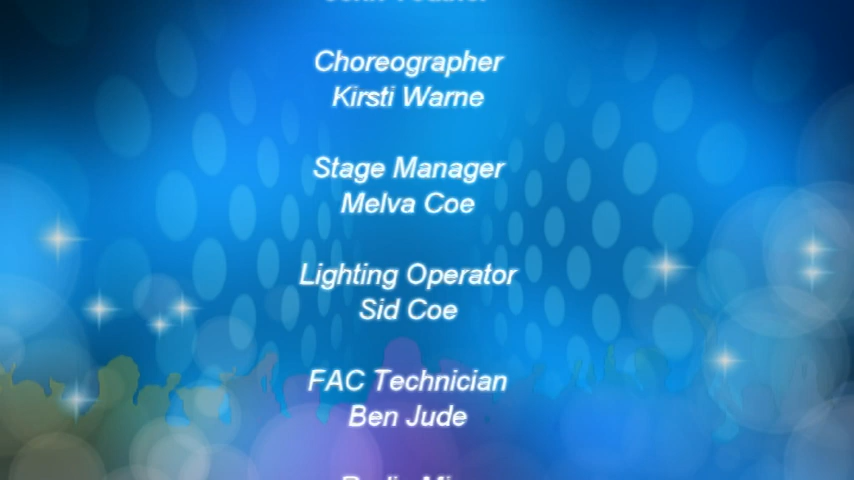 Choreographer
Kirsti Warne
Stage Manager
Melva Coe
Lighting Operator
Sid Coe
FAC Technician
Ben Jude